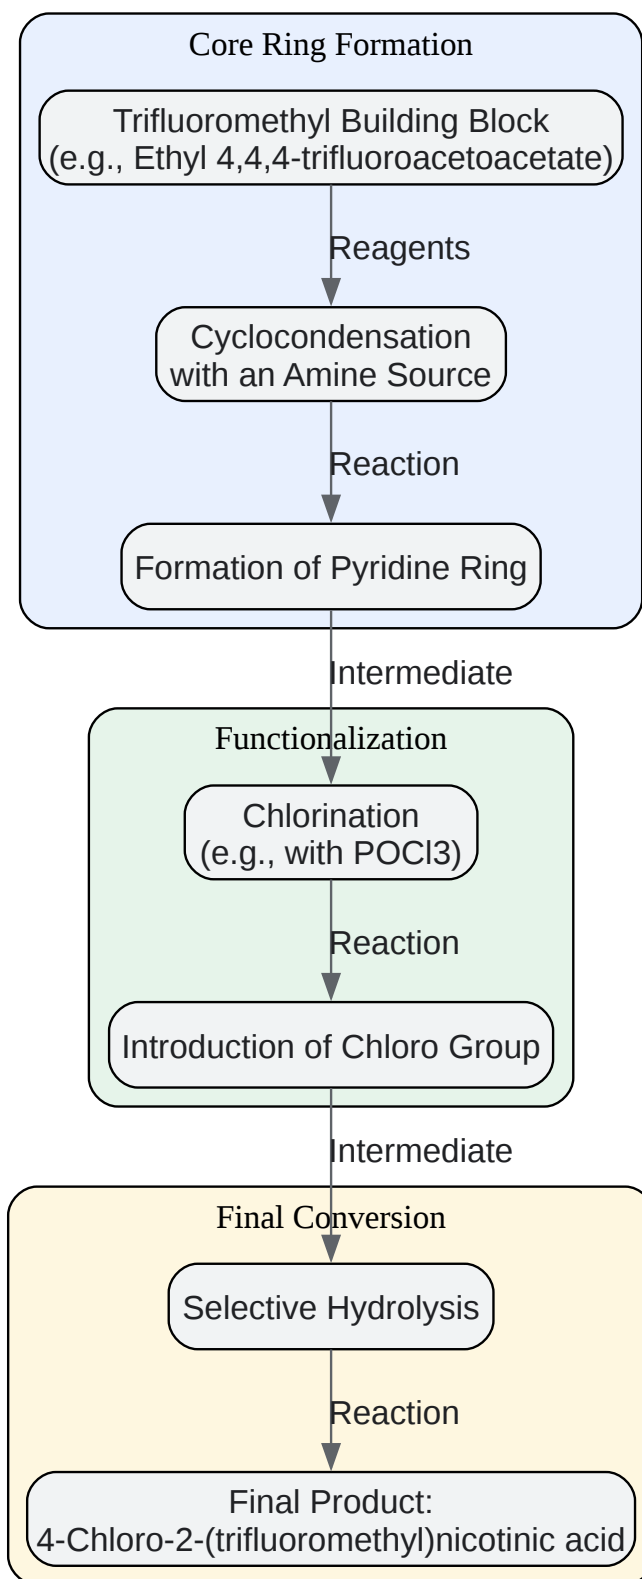 Core Ring Formation
Trifluoromethyl Building Block
(e.g., Ethyl 4,4,4-trifluoroacetoacetate)
Reagents
Cyclocondensation
with an Amine Source
Reaction
Formation of Pyridine Ring
Intermediate
Functionalization
Chlorination
(e.g., with POCl3)
Reaction
Introduction of Chloro Group
Intermediate
Final Conversion
Selective Hydrolysis
Reaction
Final Product:
4-Chloro-2-(trifluoromethyl)nicotinic acid